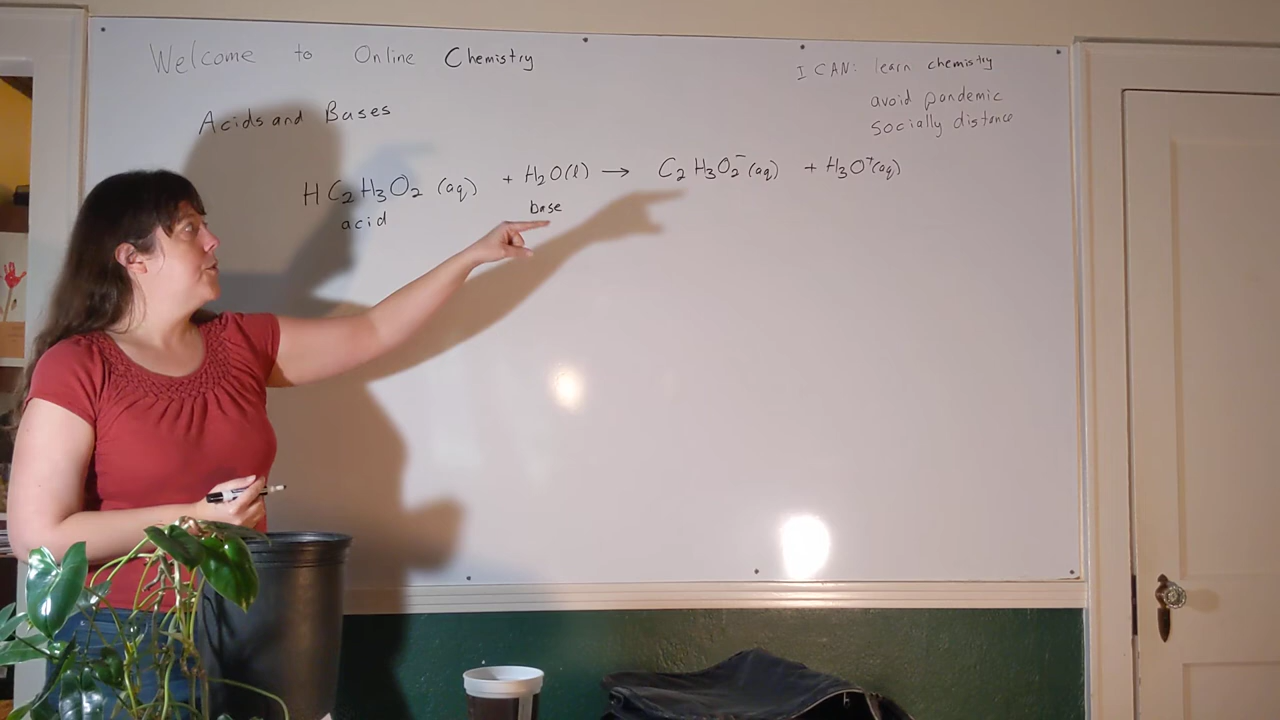 Welcome to Online Chemistry
I CAN: learn chemistry
avoid pandemic
socially distance
Acids and Bases
HC₂H₃O₂ (aq) + H₂O(l) → C₂H₃O₂⁻(aq) + H₃O⁺(aq)
acid base